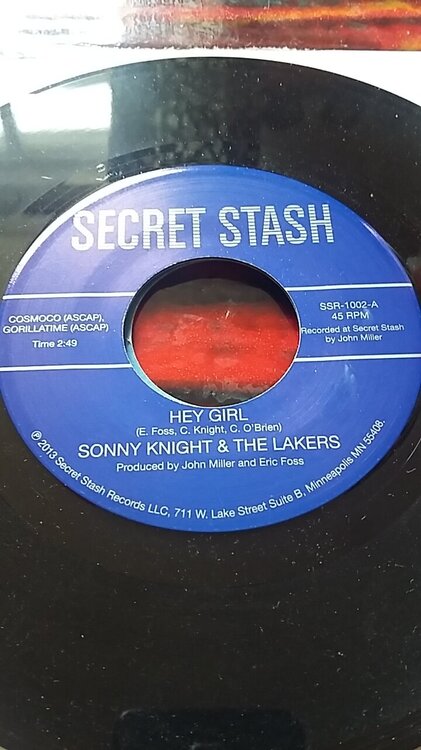 SECRET STASH
COSMOCO (ASCAP),
GORILLATIME (ASCAP)
Time 2:49
SSR-1002-A
45 RPM
Recorded at Secret Stash
by John Miller
HEY GIRL
(E. Foss, C. Knight, C. O'Brien)
SONNY KNIGHT & THE LAKERS
Produced by John Miller and Eric Foss
℗ 2013 Secret Stash Records LLC, 711 W. Lake Street Suite B, Minneapolis MN 55408.